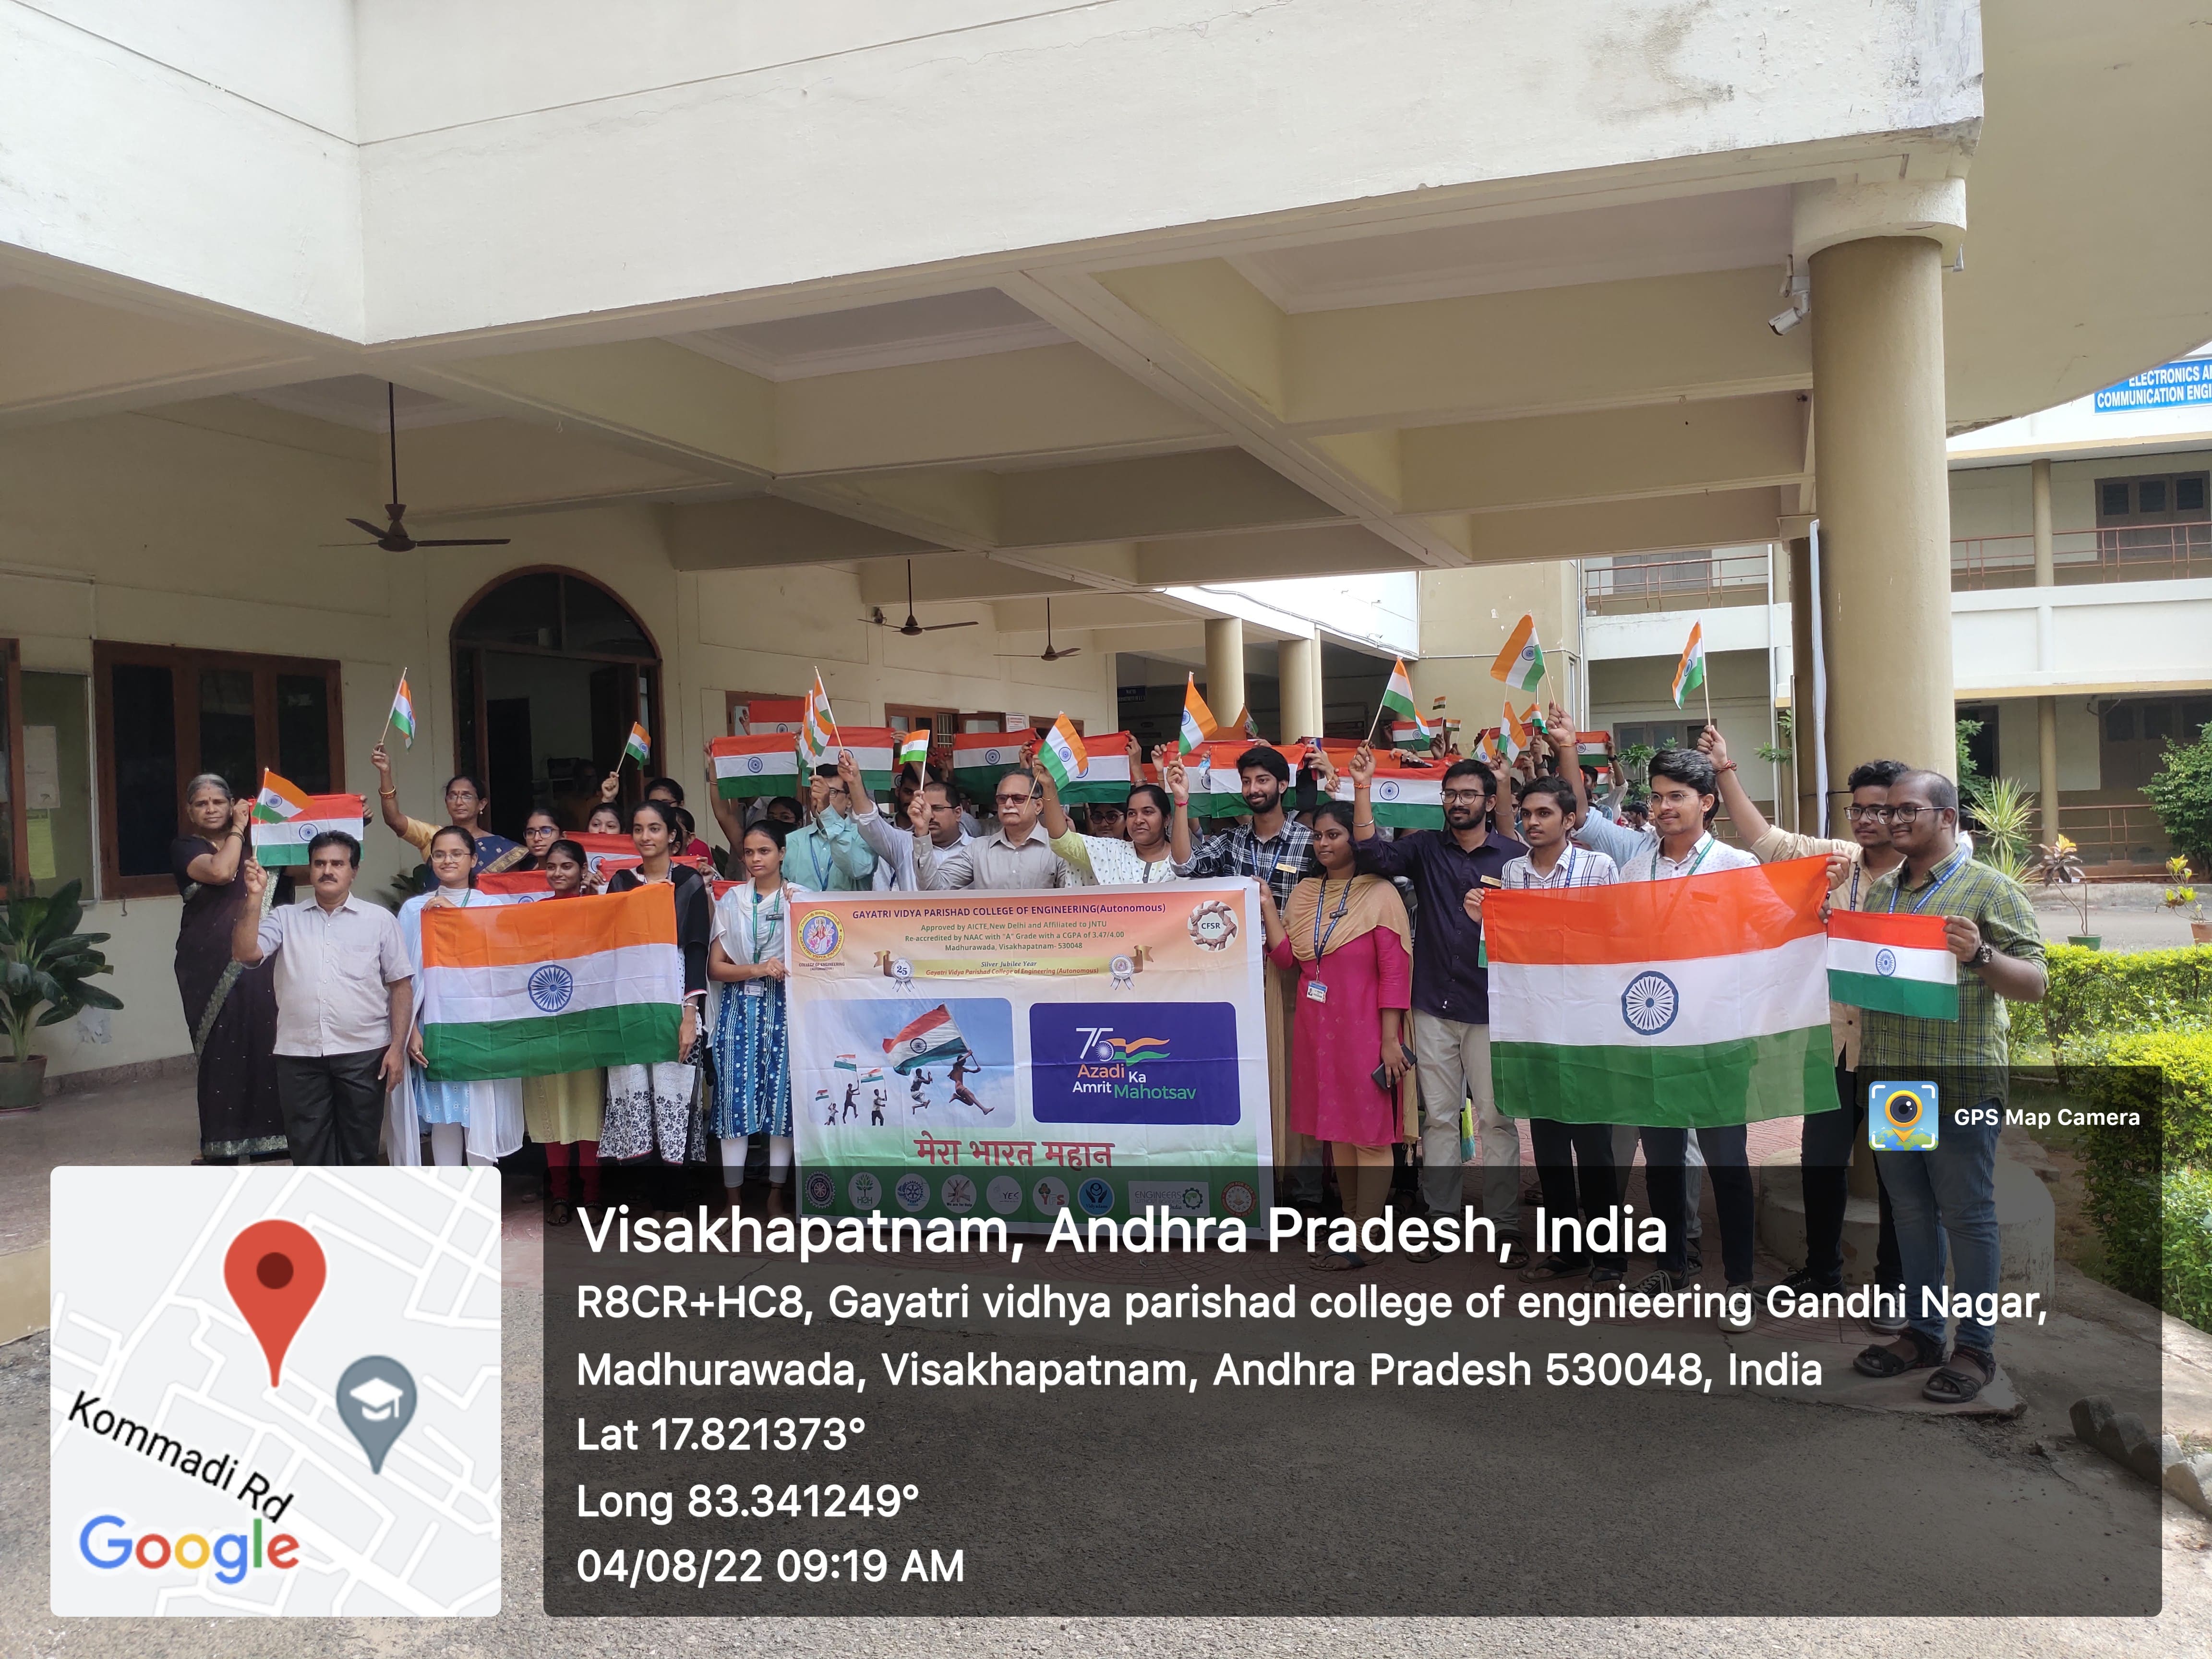 ELECTRONICS A
COMMUNICATION ENGI
GAYATRI VIDYA PARISHAD COLLEGE OF ENGINEERING(Autonomous)
Approved by AICTE,New Delhi and Affiliated to JNTU
Re-accredited by NAAC with "A" Grade with a CGPA of 3.47/4.00
Madhurawada, Visakhapatnam- 530048
CFSR
Silver Jubilee Year
Gayatri Vidya Parishad College of Engineering (Autonomous)
25
75
Azadi Ka
Amrit Mahotsav
मेरा भारत महान
ENGINEERS
GPS Map Camera
Visakhapatnam, Andhra Pradesh, India
R8CR+HC8, Gayatri vidhya parishad college of engnieering Gandhi Nagar,
Madhurawada, Visakhapatnam, Andhra Pradesh 530048, India
Lat 17.821373°
Long 83.341249°
04/08/22 09:19 AM
Kommadi Rd
Google